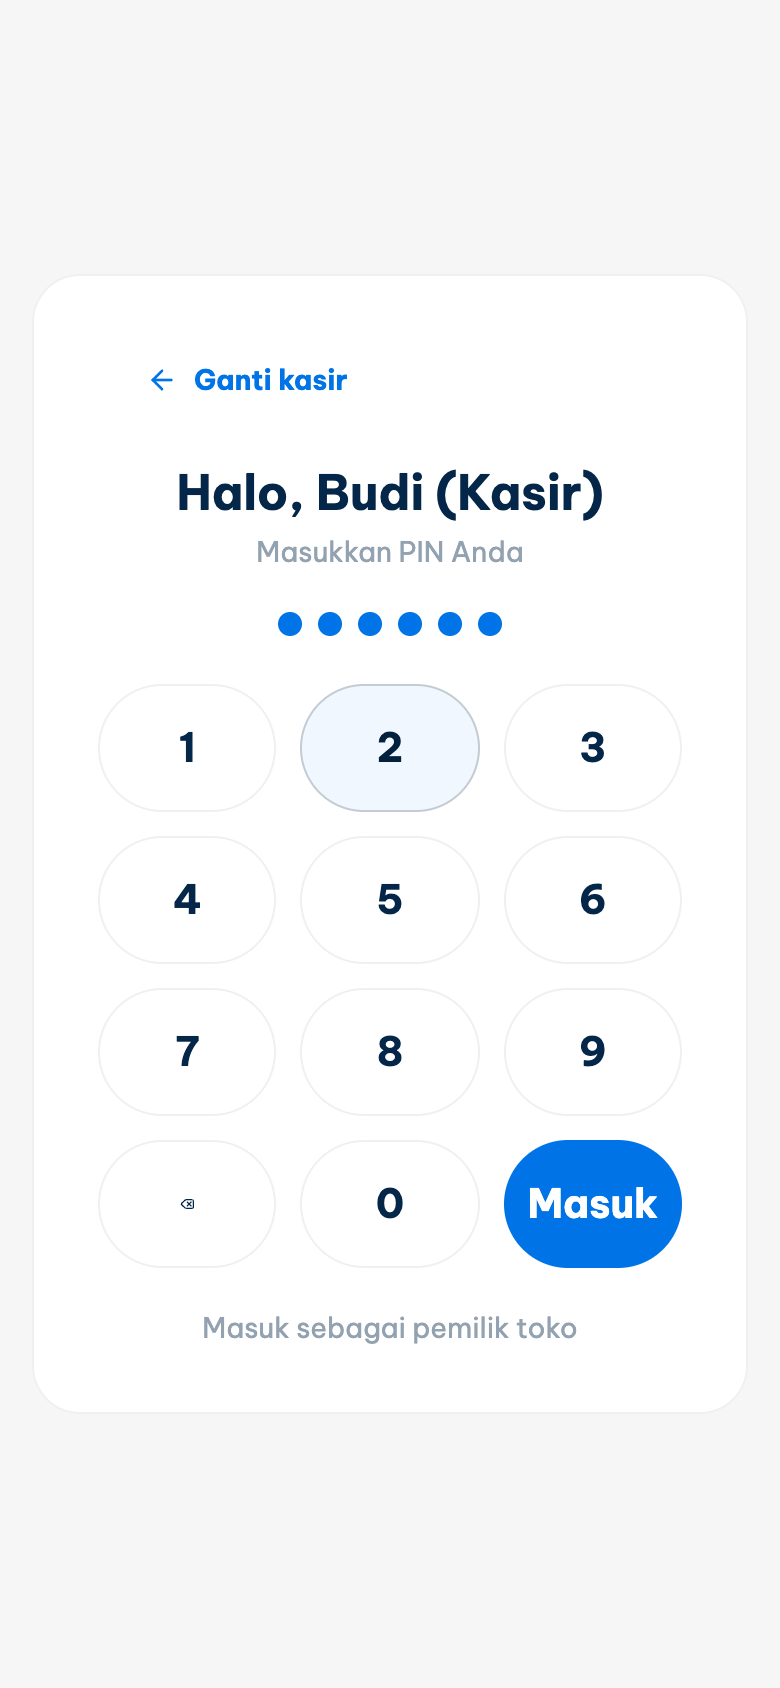 Ganti kasir
Halo, Budi (Kasir)
Masukkan PIN Anda
1 2 3
4 5 6
7 8 9
0 Masuk
Masuk sebagai pemilik toko